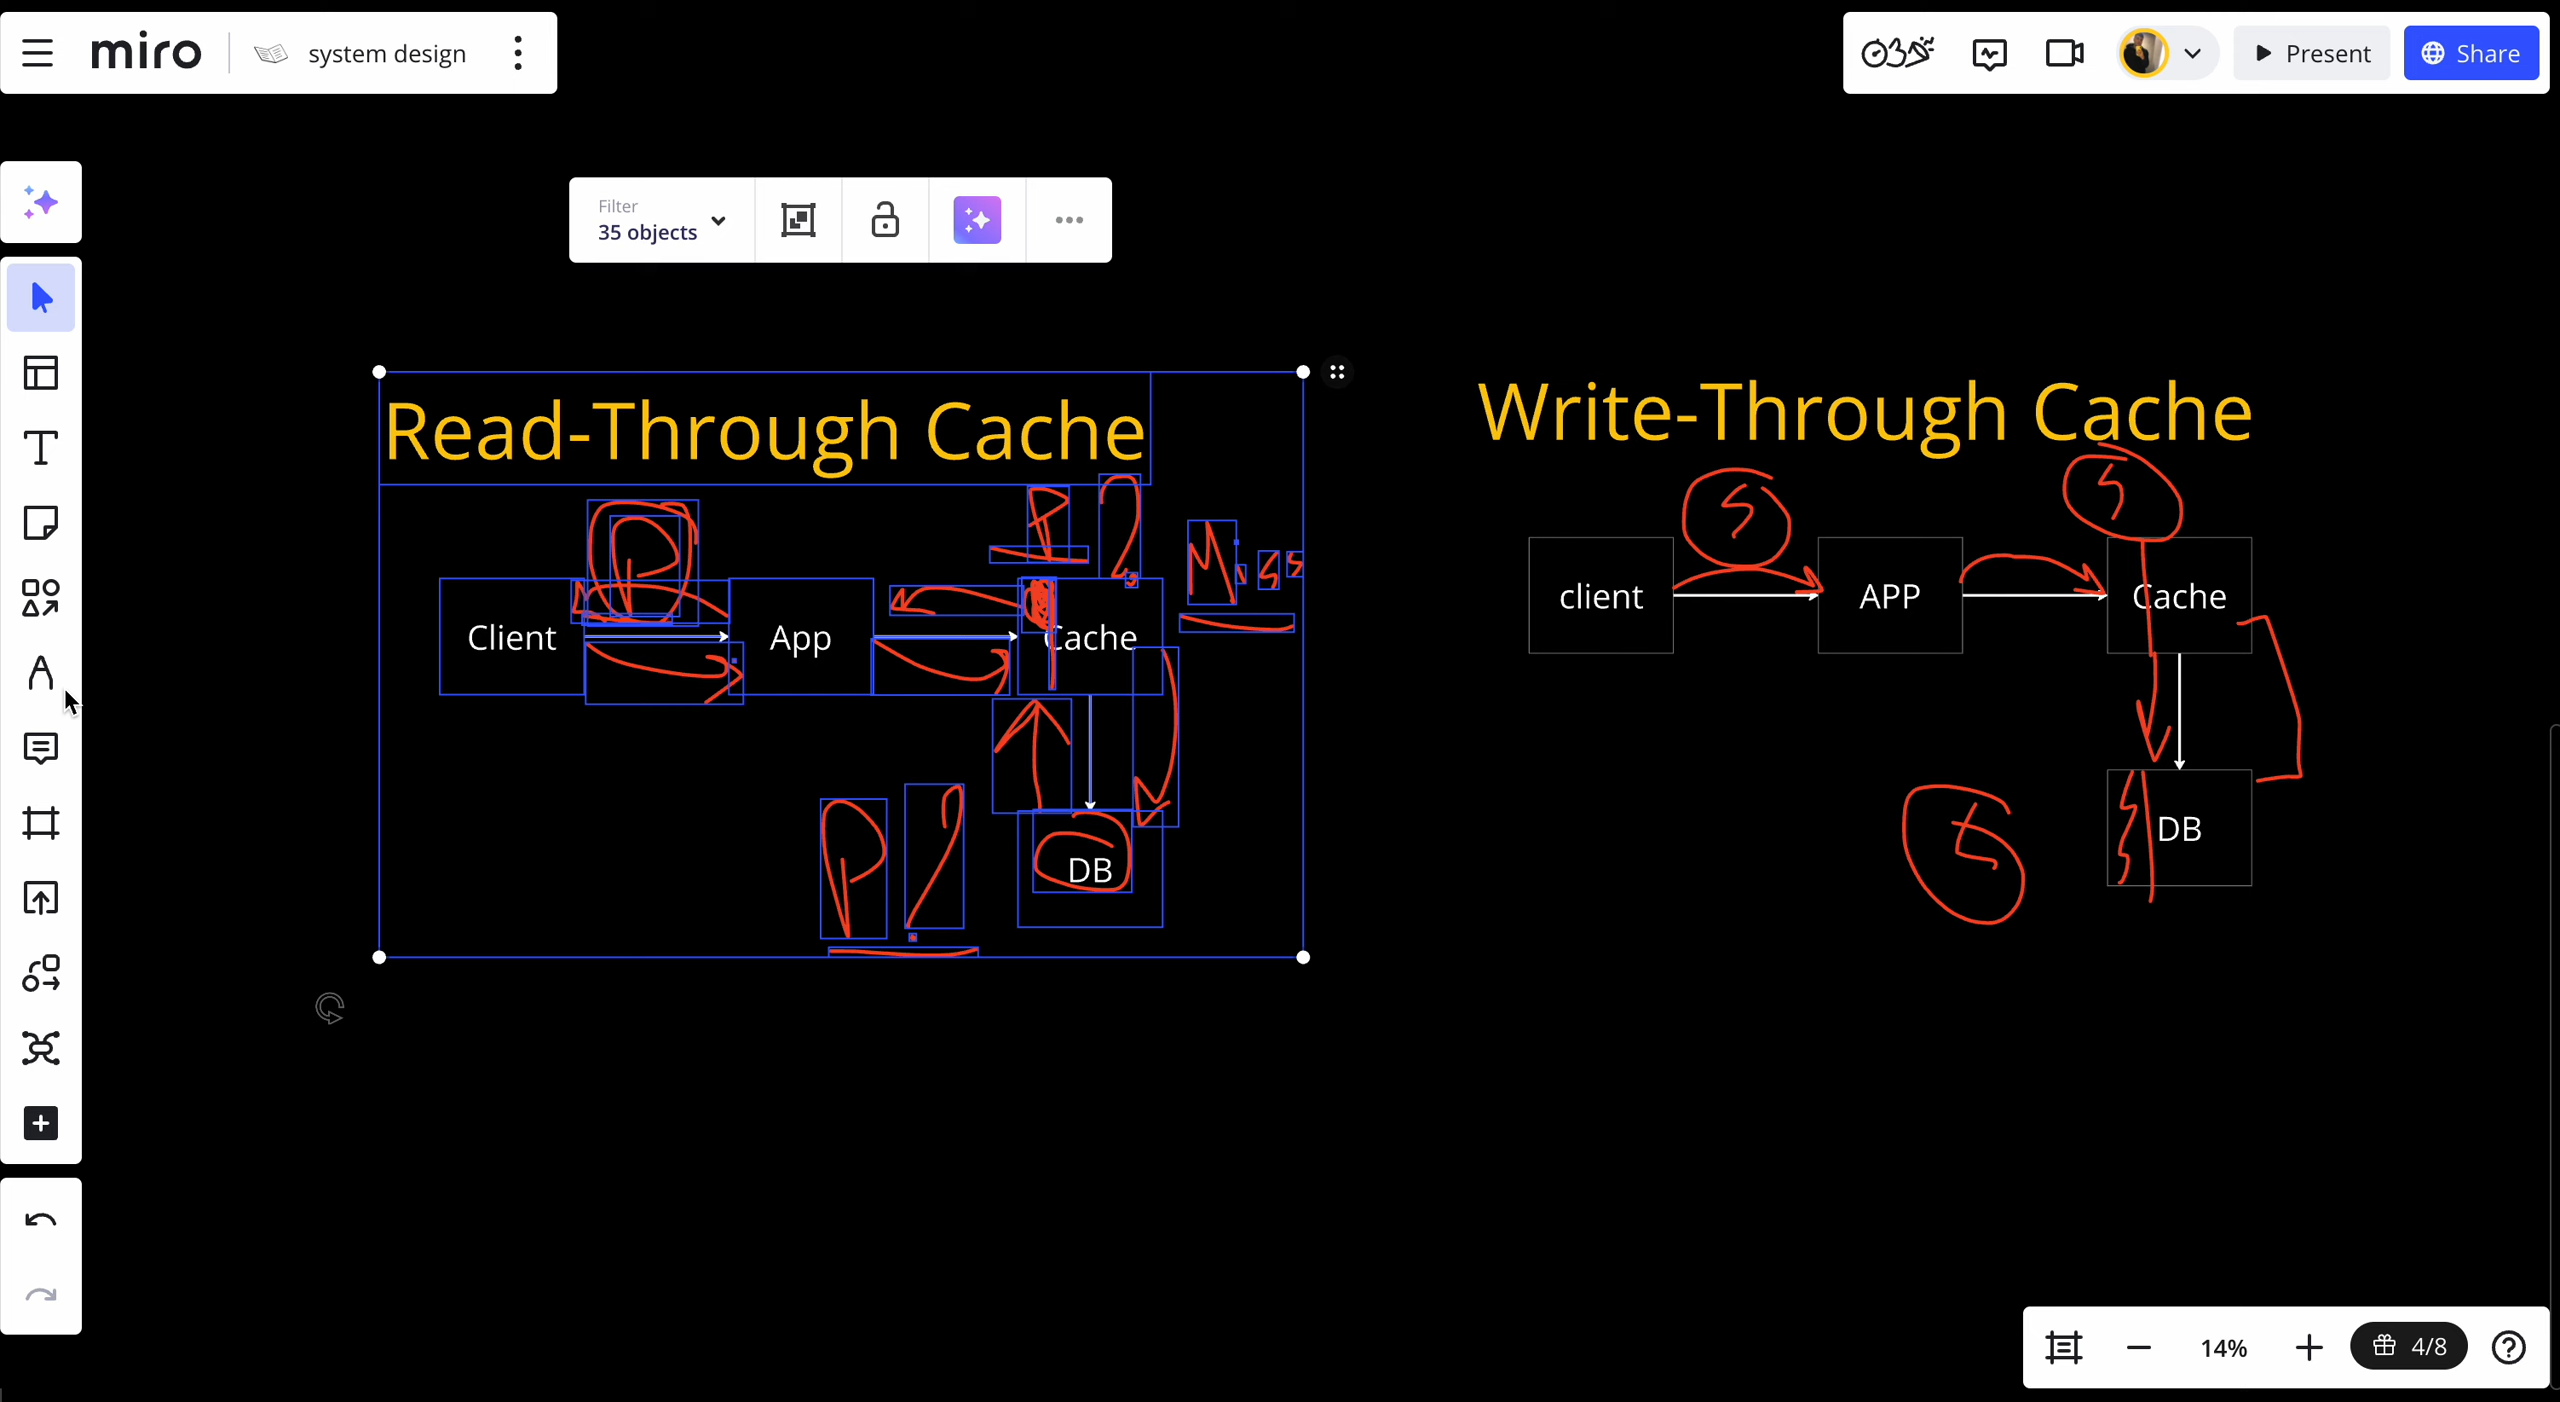 miro
system design
Present
Share
Filter
35 objects
Read-Through Cache
Write-Through Cache
P
P?
Miss
S
S
client
APP
Cache
Client
App
Cache
P?
DB
DB
14%
4/8